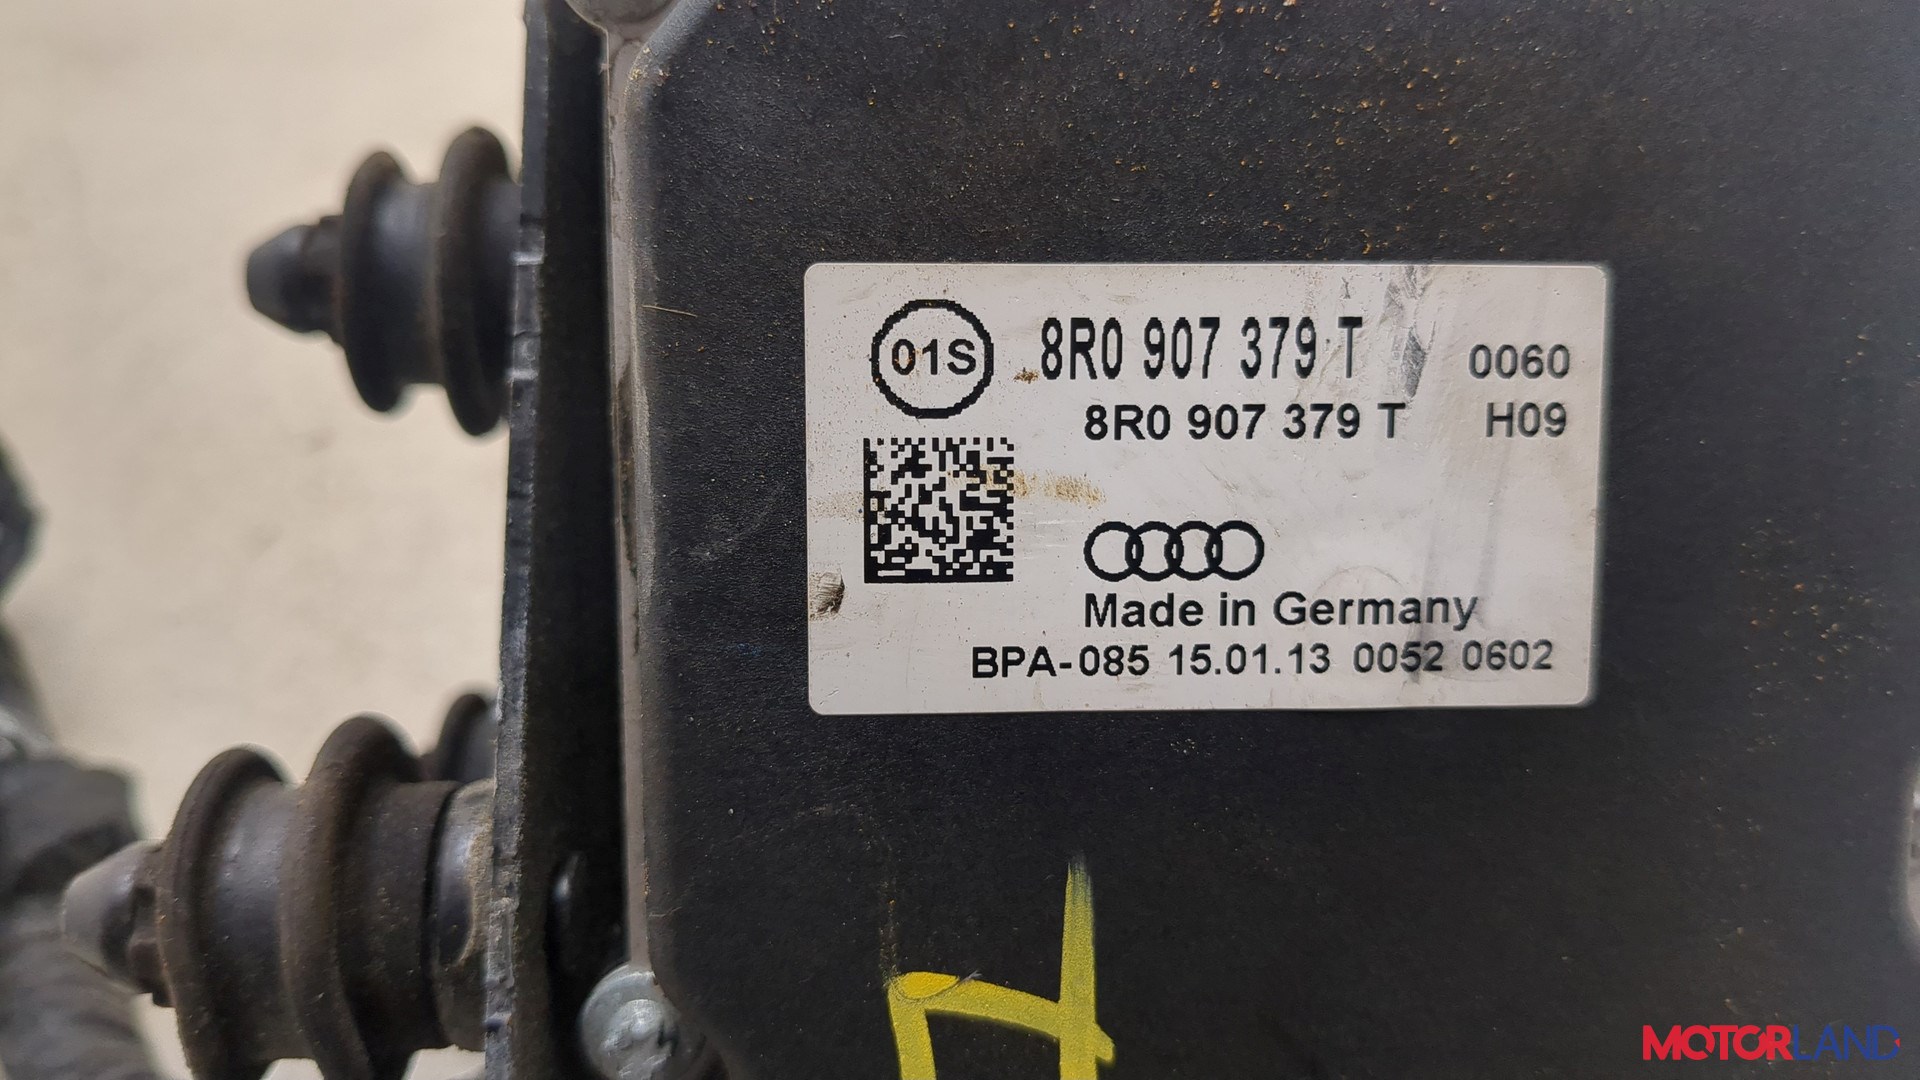 01S 8R0 907 379 T 0060
8R0 907 379 T H09
Made in Germany
BPA-085 15.01.13 0052 0602
MOTORLAND